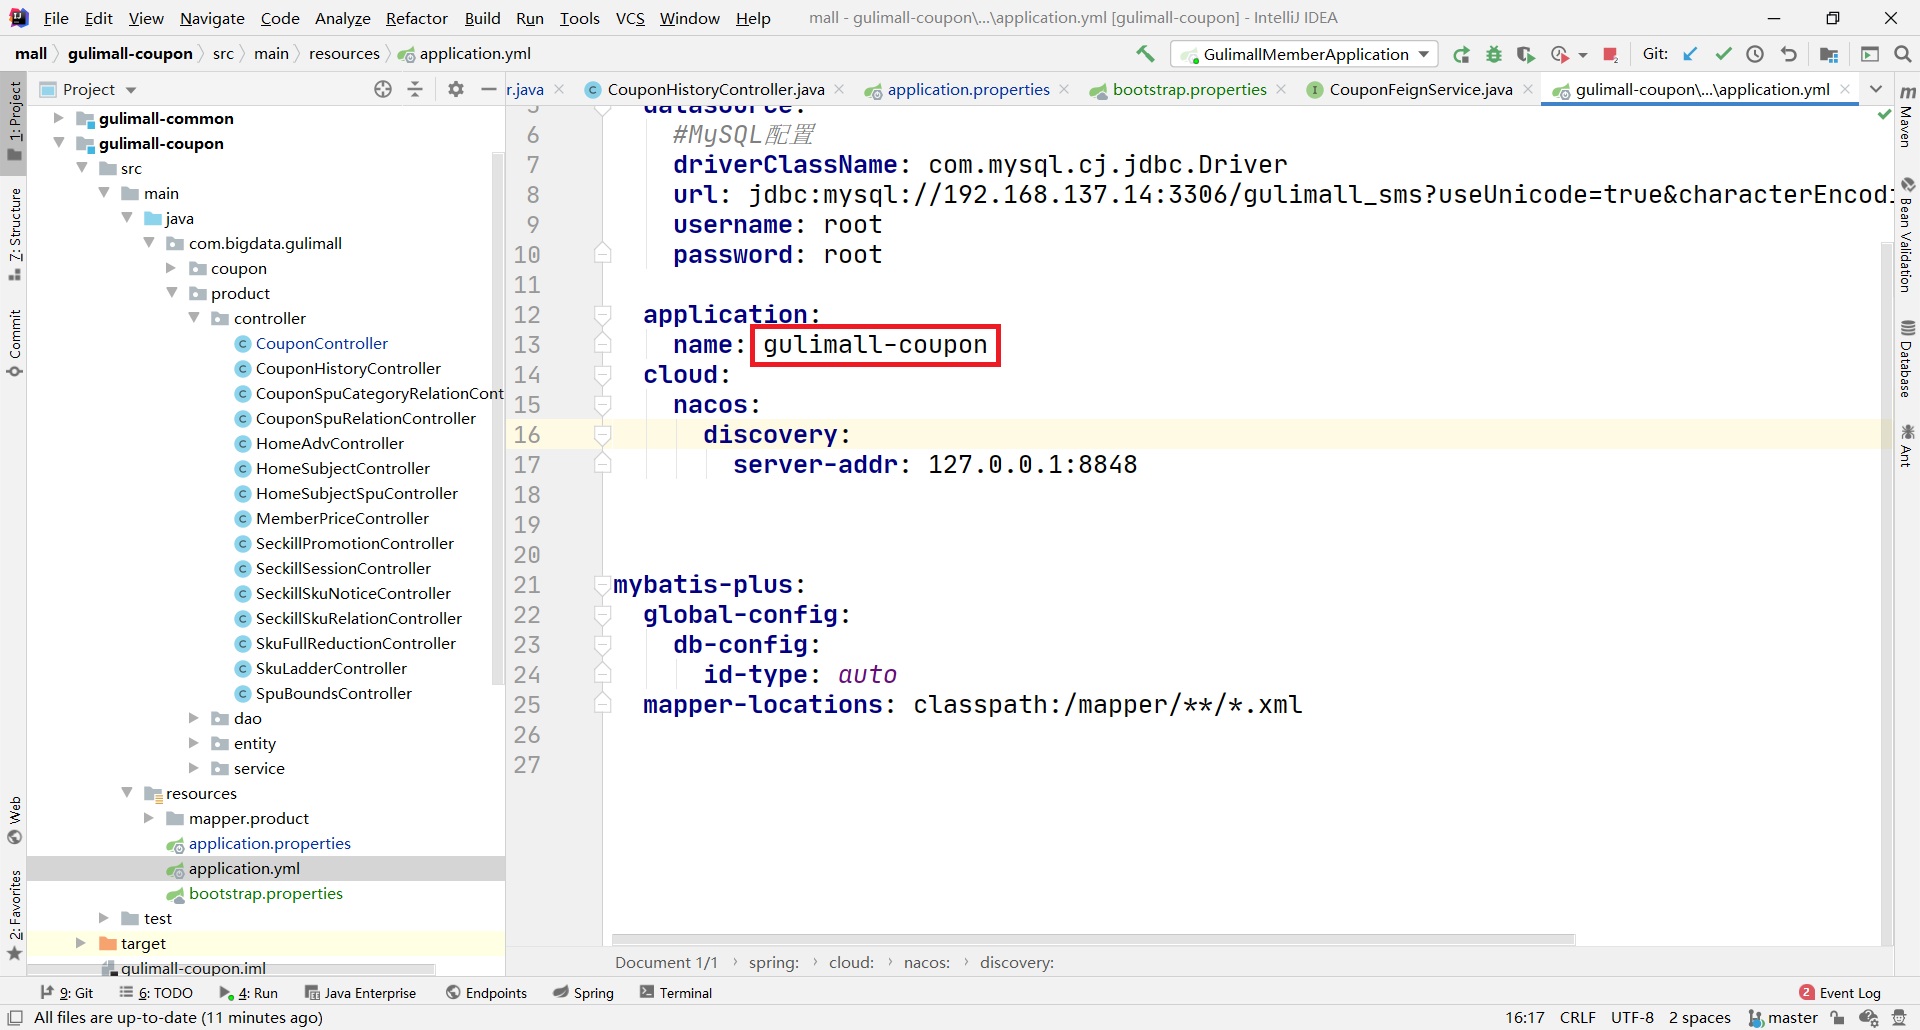 File Edit View Navigate Code Analyze Refactor Build Run Tools VCS Window Help mall - gulimall-coupon\...\application.yml [gulimall-coupon] - IntelliJ IDEA
mall gulimall-coupon src main resources application.yml GulimallMemberApplication Git:
Project r.java CouponHistoryController.java application.properties bootstrap.properties CouponFeignService.java gulimall-coupon\...\application.yml
1: Project
7: Structure
Commit
Web
2: Favorites
gulimall-common
gulimall-coupon
src
main
java
com.bigdata.gulimall
coupon
product
controller
CouponController
CouponHistoryController
CouponSpuCategoryRelationCont
CouponSpuRelationController
HomeAdvController
HomeSubjectController
HomeSubjectSpuController
MemberPriceController
SeckillPromotionController
SeckillSessionController
SeckillSkuNoticeController
SeckillSkuRelationController
SkuFullReductionController
SkuLadderController
SpuBoundsController
dao
entity
service
resources
mapper.product
application.properties
application.yml
bootstrap.properties
test
target
gulimall-coupon.iml
5 datasource:
6 #MySQL配置
7 driverClassName: com.mysql.cj.jdbc.Driver
8 url: jdbc:mysql://192.168.137.14:3306/gulimall_sms?useUnicode=true&characterEncodi
9 username: root
10 password: root
11
12 application:
13 name: gulimall-coupon
14 cloud:
15 nacos:
16 discovery:
17 server-addr: 127.0.0.1:8848
18
19
20
21 mybatis-plus:
22 global-config:
23 db-config:
24 id-type: auto
25 mapper-locations: classpath:/mapper/**/*.xml
26
27
Maven
Bean Validation
Database
Ant
Document 1/1 spring: cloud: nacos: discovery:
9: Git 6: TODO 4: Run Java Enterprise Endpoints Spring Terminal 2 Event Log
All files are up-to-date (11 minutes ago) 16:17 CRLF UTF-8 2 spaces master